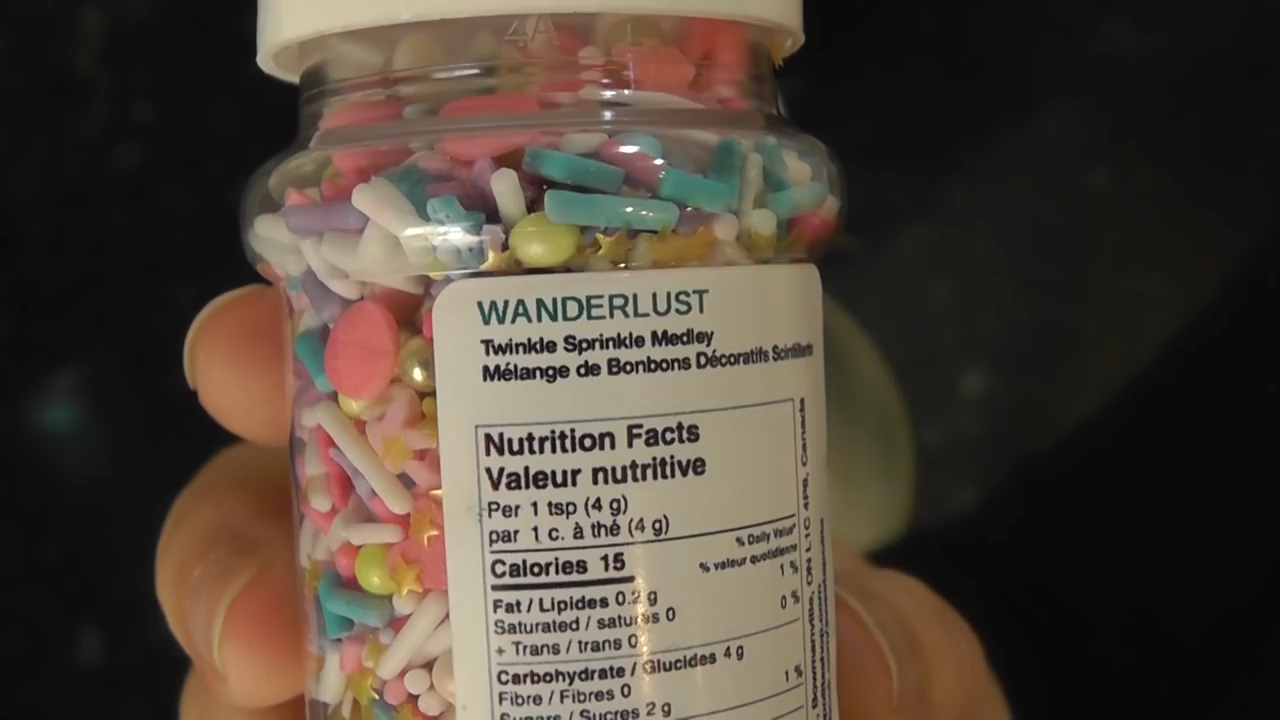 4A
WANDERLUST
Twinkle Sprinkle Medley
Mélange de Bonbons Décoratifs Scintillants
Nutrition Facts
Valeur nutritive
Per 1 tsp (4 g)
par 1 c. à thé (4 g)
% Daily Value*
% valeur quotidienne
Calories 15
Fat / Lipides 0.2 g 1 %
Saturated / saturés 0
+ Trans / trans 0 0 %
Carbohydrate / Glucides 4 g
Fibre / Fibres 0 1 %
Sugars / Sucres 2 g
Bowmanville, ON L1C 4P8, Canada